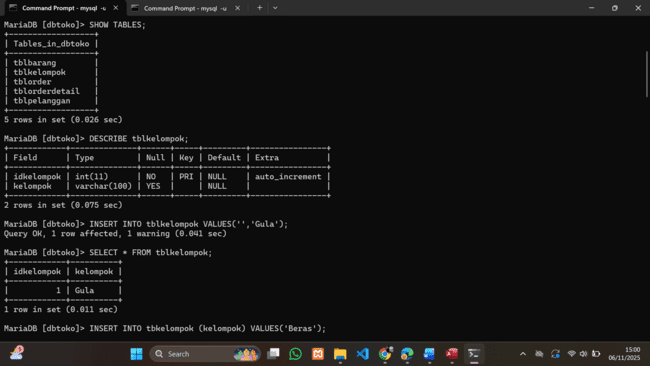 Command Prompt - mysql -u
Command Prompt - mysql -u
MariaDB [dbtoko]> SHOW TABLES;
+------------------+
| Tables_in_dbtoko |
+------------------+
| tblbarang        |
| tblkelompok      |
| tblorder         |
| tblorderdetail   |
| tblpelanggan     |
+------------------+
5 rows in set (0.026 sec)
MariaDB [dbtoko]> DESCRIBE tblkelompok;
+------------+--------------+------+-----+---------+----------------+
| Field      | Type         | Null | Key | Default | Extra          |
+------------+--------------+------+-----+---------+----------------+
| idkelompok | int(11)      | NO   | PRI | NULL    | auto_increment |
| kelompok   | varchar(100) | YES  |     | NULL    |                |
+------------+--------------+------+-----+---------+----------------+
2 rows in set (0.075 sec)
MariaDB [dbtoko]> INSERT INTO tblkelompok VALUES('','Gula');
Query OK, 1 row affected, 1 warning (0.041 sec)
MariaDB [dbtoko]> SELECT * FROM tblkelompok;
+------------+----------+
| idkelompok | kelompok |
+------------+----------+
|          1 | Gula     |
+------------+----------+
1 row in set (0.011 sec)
MariaDB [dbtoko]> INSERT INTO tbkelompok (kelompok) VALUES('Beras');
Search
15:00
06/11/2025